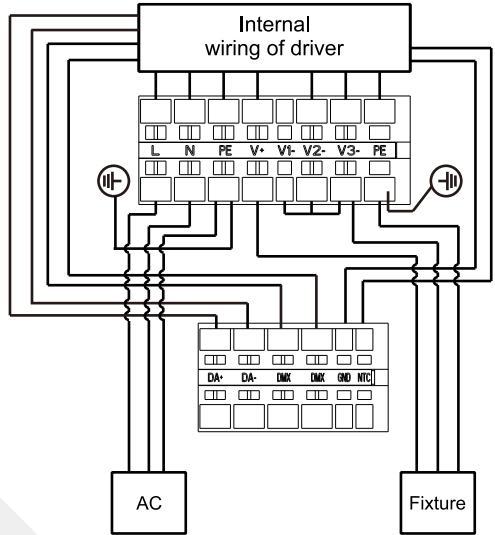 Internal
wiring of driver
L N PE V+ V1- V2- V3- PE
DA+ DA- DMX DMX GND NTC
AC
Fixture